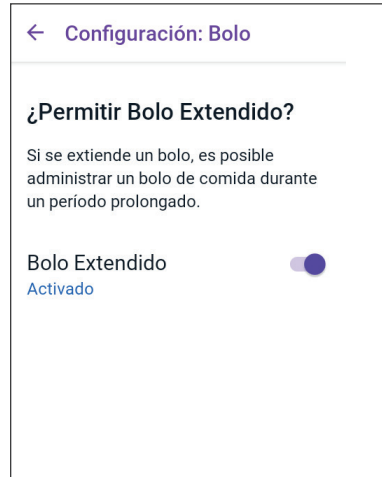 Configuración: Bolo
¿Permitir Bolo Extendido?
Si se extiende un bolo, es posible
administrar un bolo de comida durante
un período prolongado.
Bolo Extendido
Activado